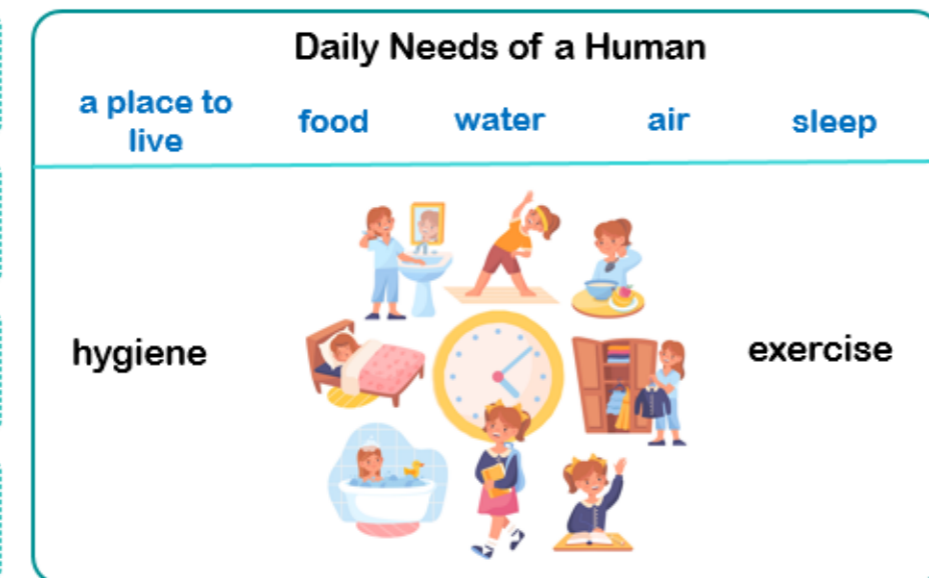 Daily Needs of a Human
a place to
live
food
water
air
sleep
hygiene
exercise